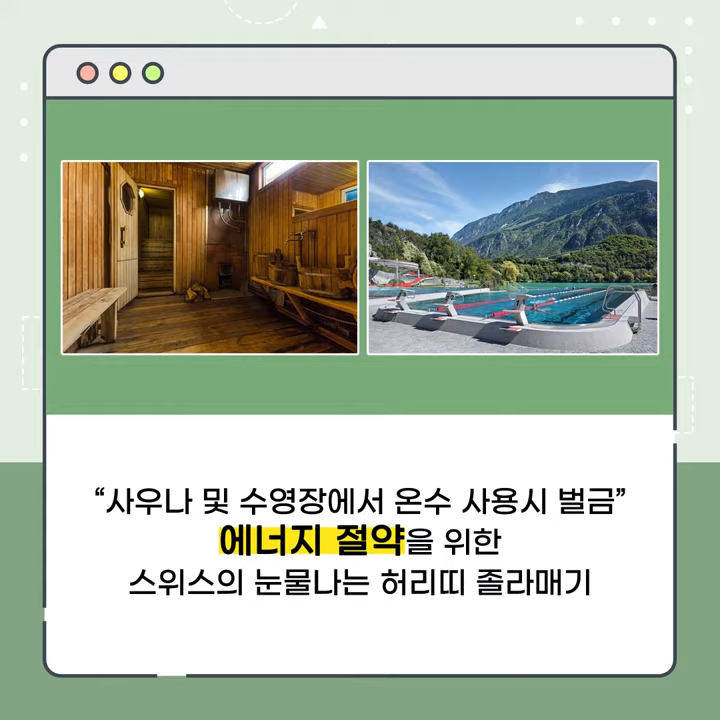 “사우나 및 수영장에서 온수 사용시 벌금”
에너지 절약을 위한
스위스의 눈물나는 허리띠 졸라매기